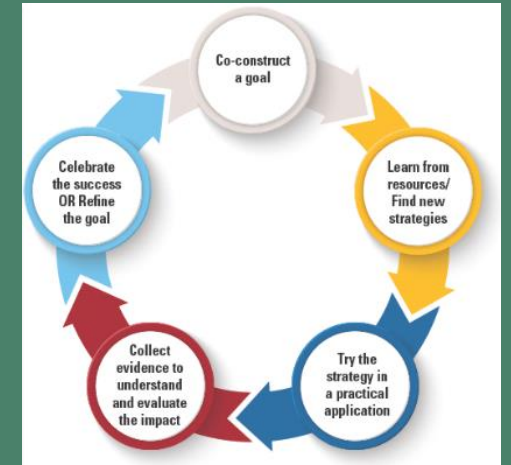 Co-construct
a goal
Learn from
resources/
Find new
strategies
Try the
strategy in
a practical
application
Collect
evidence to
understand
and evaluate
the impact
Celebrate
the success
OR Refine
the goal